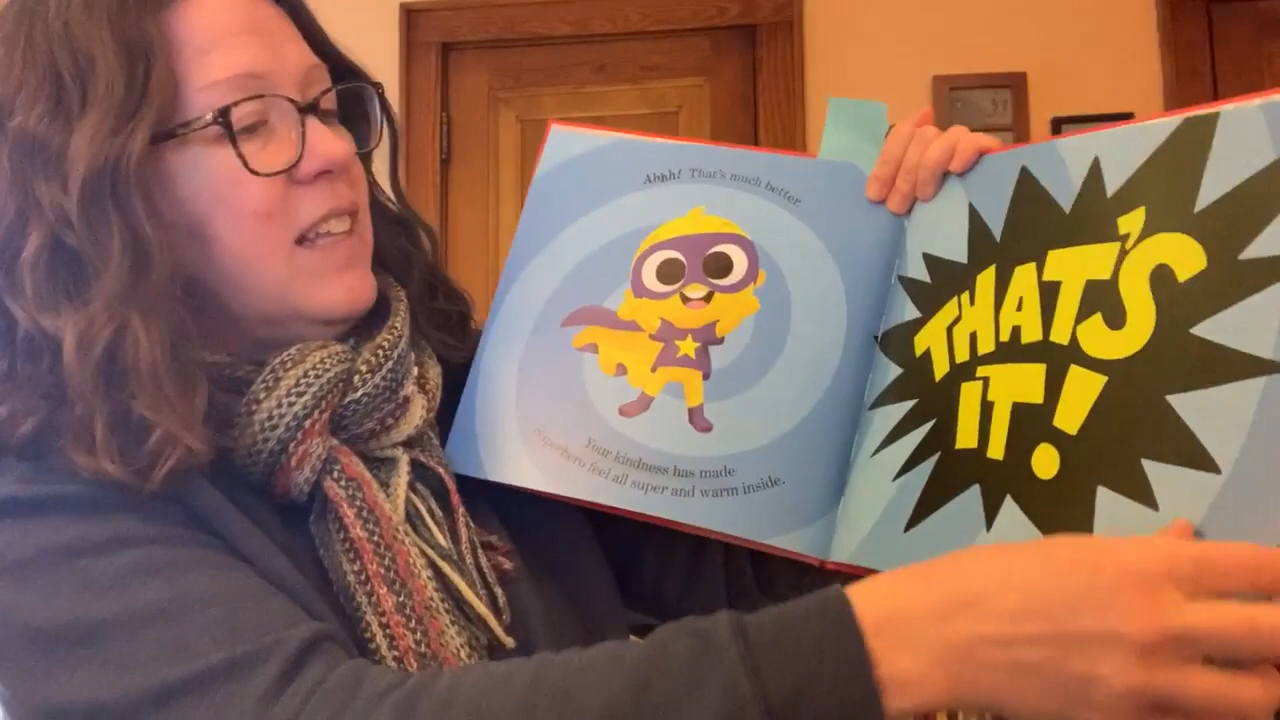 Ahhh! That's much better.
Your kindness has made
Superhero feel all super and warm inside.
THAT'S
IT!